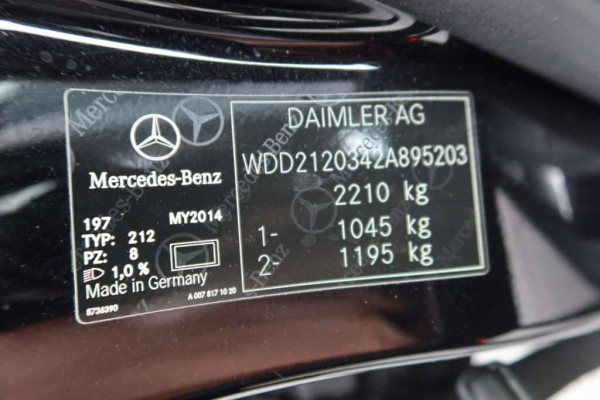 Mercedes-Benz
197 MY2014
TYP: 212
PZ: 8
1,0 %
Made in Germany
A 007 817 10 20
8736390
DAIMLER AG
WDD2120342A895203
2210 kg
1- 1045 kg
2- 1195 kg